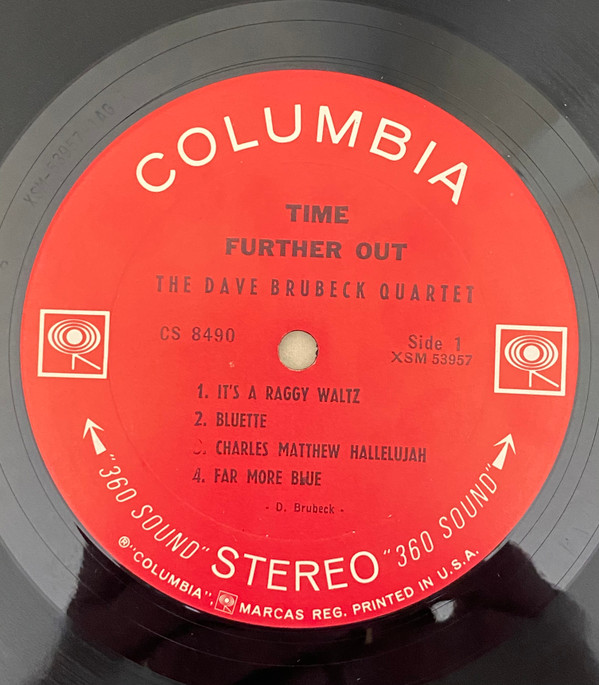 COLUMBIA
TIME
FURTHER OUT
THE DAVE BRUBECK QUARTET
CS 8490
Side 1
XSM 53957
1. IT'S A RAGGY WALTZ
2. BLUETTE
3. CHARLES MATTHEW HALLELUJAH
4. FAR MORE BLUE
- D. Brubeck -
"360 SOUND" STEREO "360 SOUND"
® "COLUMBIA", MARCAS REG. PRINTED IN U.S.A.